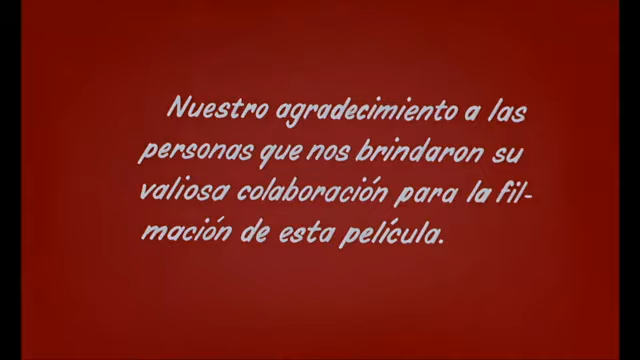 Nuestro agradecimiento a las
personas que nos brindaron su
valiosa colaboración para la fil-
mación de esta película.